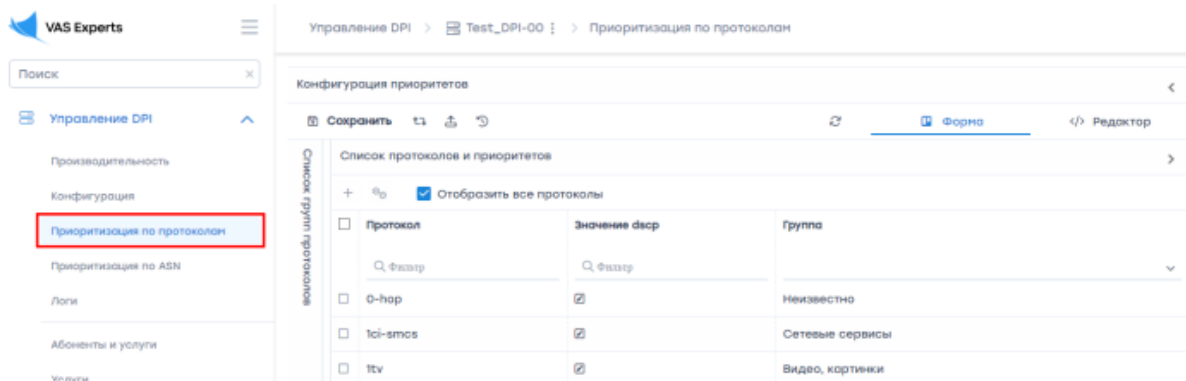 VAS Experts
Управление DPI > Test_DPI-00 > Приоритизация по протоколам
Поиск
Конфигурация приоритетов
Управление DPI
Сохранить
Форма
</> Редактор
Список групп протоколов
Список протоколов и приоритетов
Производительность
Отобразить все протоколы
Конфигурация
Приоритизация по протоколам
Протокол
Значение dscp
Группа
Приоритизация по ASN
Фильтр
Фильтр
Логи
0-hop
Неизвестно
1ci-smcs
Сетевые сервисы
Абоненты и услуги
1tv
Видео, картинки
Услуги